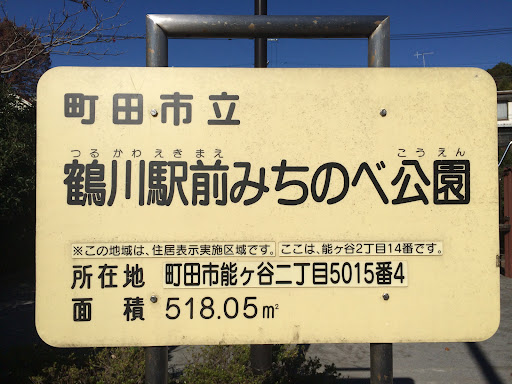 町田市立
つるかわえきまえ こうえん
鶴川駅前みちのべ公園
※この地域は、住居表示実施区域です。 ここは、能ヶ谷2丁目14番です。
所在地 町田市能ヶ谷二丁目5015番4
面積 518.05㎡